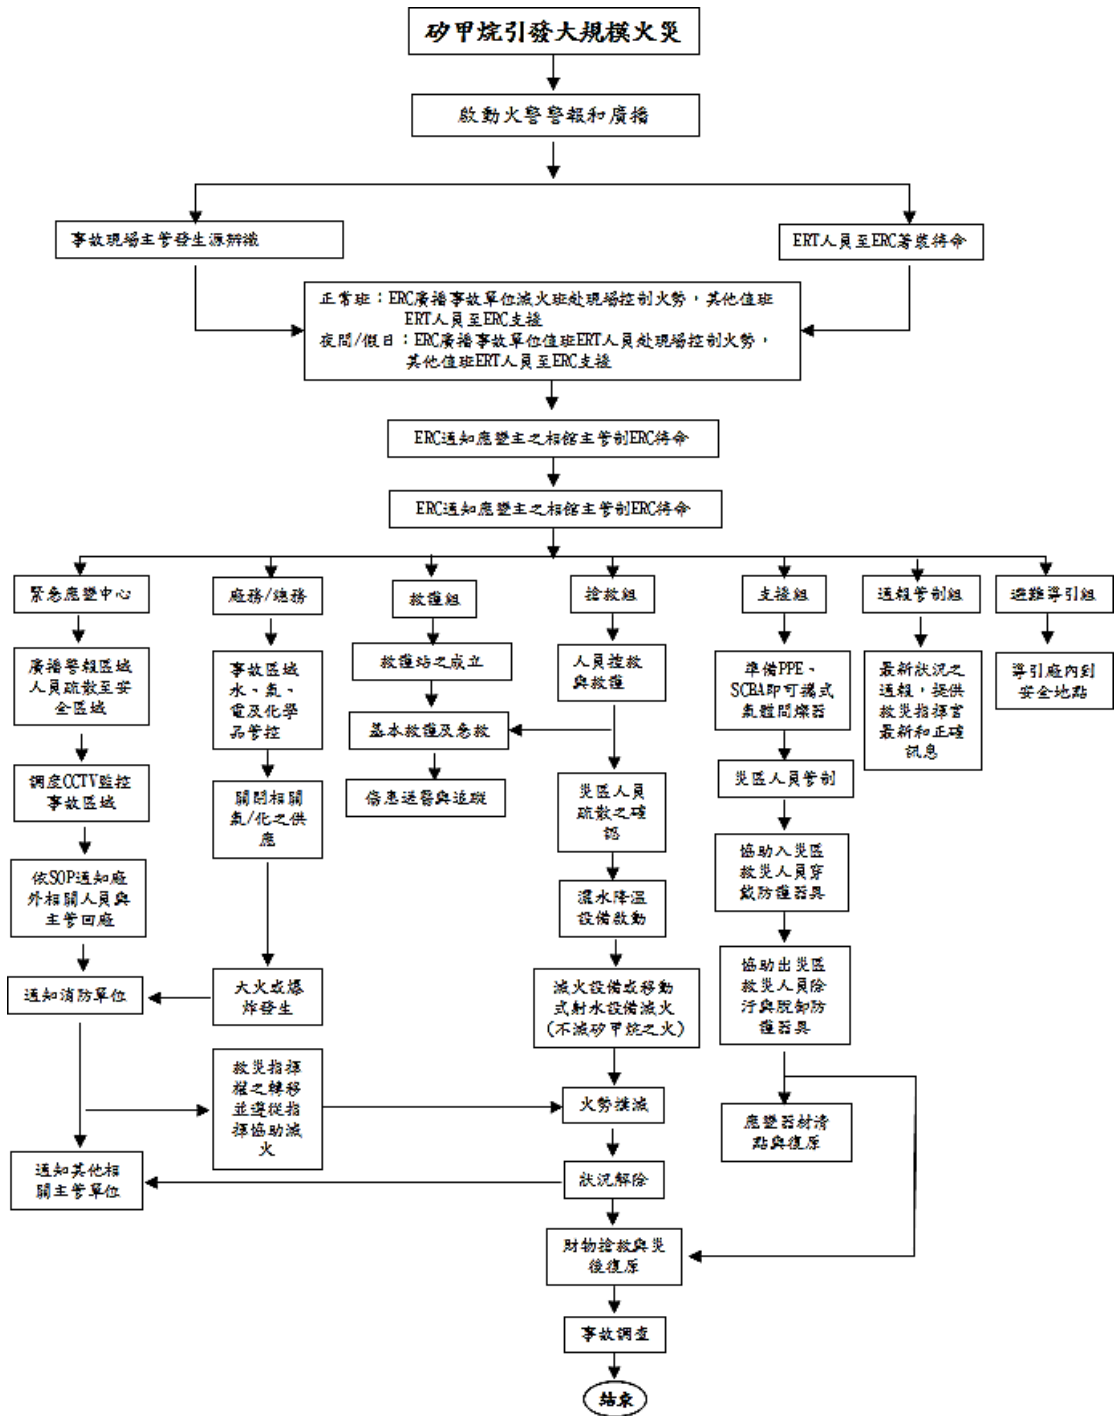 矽甲烷引發大規模火災
啟動火警警報和廣播
事故現場主管發生源辨識
ERT人員至ERC著裝待命
正常班：ERC廣播事故單位滅火班处現場控制火勢，其他值班
ERT人員至ERC支援
夜間/假日：ERC廣播事故單位值班ERT人員处現場控制火勢，
其他值班ERT人員至ERC支援
ERC通知應變主之相館主管制ERC待命
ERC通知應變主之相館主管制ERC待命
緊急應變中心
廠務/總務
救護組
搶救組
支援組
通報管制組
避難導引組
廣播警報區域
人員疏散至安
全區域
事故區域
水、氣、
電及化學
品管控
救護站之成立
人員搜救
與救護
準備PPE、
SCBA即可攜式
氣體偵燥器
最新狀況之
通報，提供
救災指揮官
最新和正確
訊息
導引廠內到
安全地點
基本救護及急救
調度CCTV監控
事故區域
關閉相關
氣/化之供
應
傷患送醫與追蹤
災區人員
疏散之確
認
災區人員管制
依SOP通知廠
外相關人員與
主管回廠
灑水降溫
設備啟動
協助入災區
救災人員穿
戴防護器具
通知消防單位
大火或爆
炸發生
滅火設備或移動
式射水設備滅火
(不滅矽甲烷之火)
協助出災區
救災人員除
汙與脫卸防
護器具
救災指揮
權之轉移
並遵從指
揮協助滅
火
火勢撲滅
應變器材清
點與復原
通知其他相
關主管單位
狀況解除
財物搶救與災
後復原
事故調查
結束